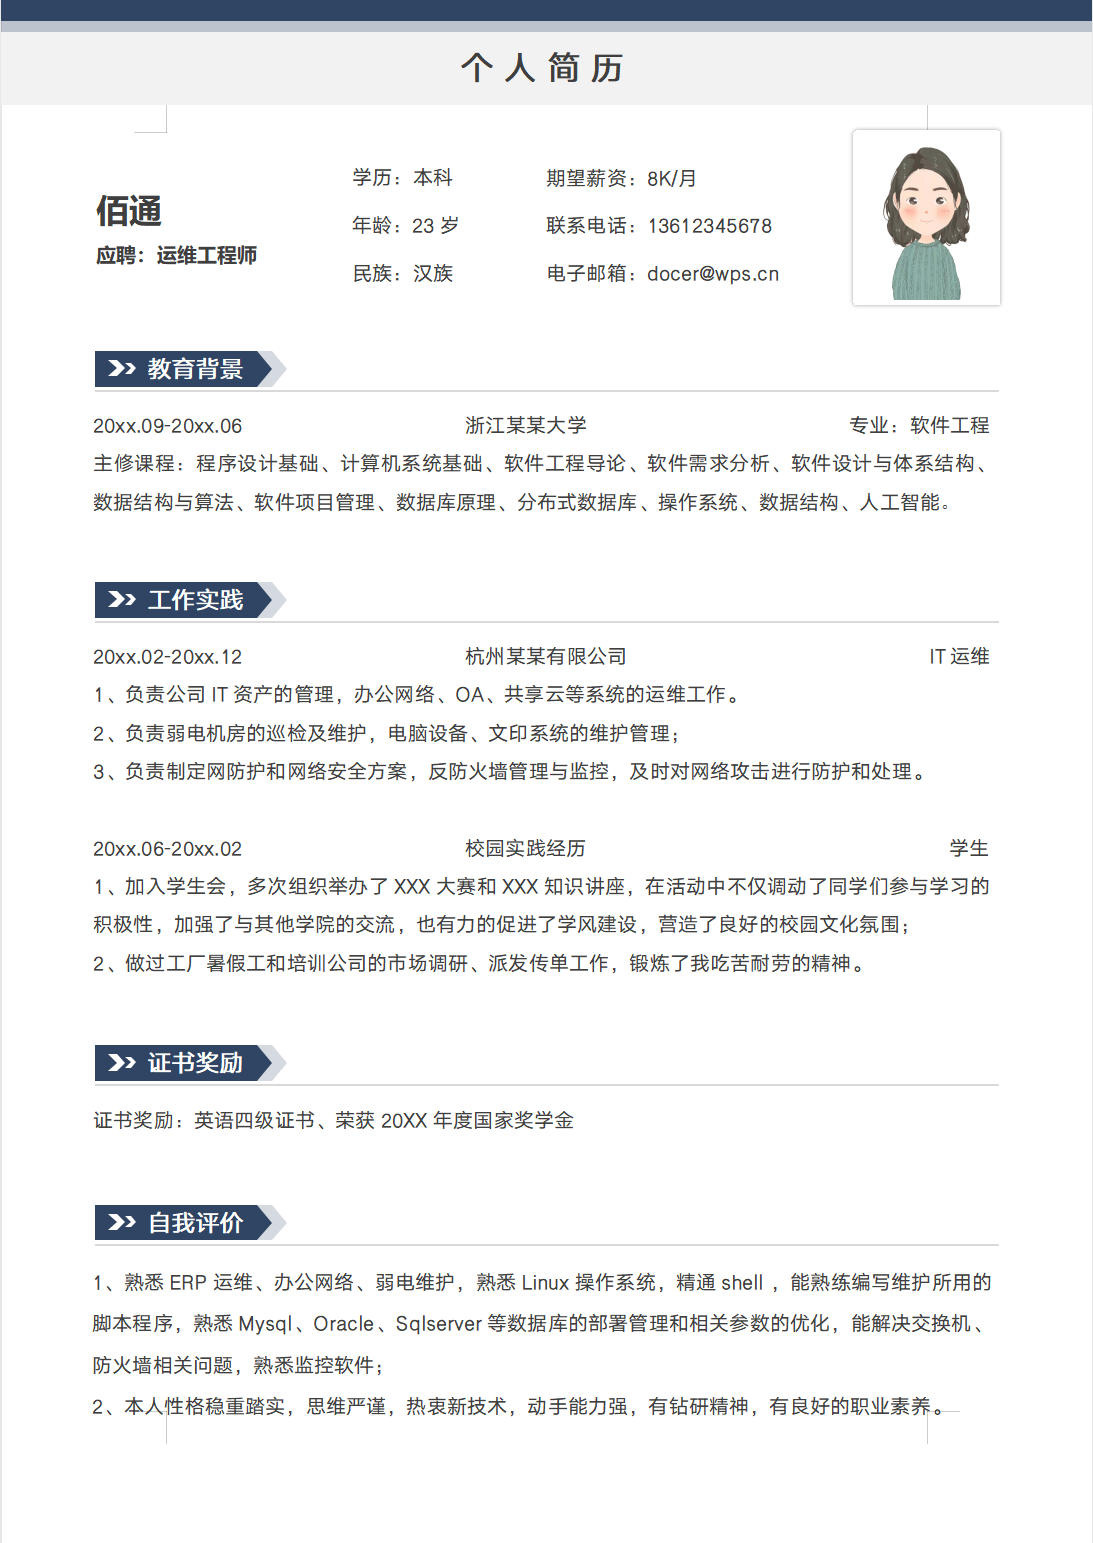 个人简历
佰通
应聘：运维工程师
学历：本科
期望薪资：8K/月
年龄：23 岁
联系电话：13612345678
民族：汉族
电子邮箱：docer@wps.cn
教育背景
20xx.09-20xx.06 浙江某某大学 专业：软件工程
主修课程：程序设计基础、计算机系统基础、软件工程导论、软件需求分析、软件设计与体系结构、
数据结构与算法、软件项目管理、数据库原理、分布式数据库、操作系统、数据结构、人工智能。
工作实践
20xx.02-20xx.12 杭州某某有限公司 IT 运维
1、负责公司 IT 资产的管理，办公网络、OA、共享云等系统的运维工作。
2、负责弱电机房的巡检及维护，电脑设备、文印系统的维护管理；
3、负责制定网防护和网络安全方案，反防火墙管理与监控，及时对网络攻击进行防护和处理。
20xx.06-20xx.02 校园实践经历 学生
1、加入学生会，多次组织举办了 XXX 大赛和 XXX 知识讲座，在活动中不仅调动了同学们参与学习的
积极性，加强了与其他学院的交流，也有力的促进了学风建设，营造了良好的校园文化氛围；
2、做过工厂暑假工和培训公司的市场调研、派发传单工作，锻炼了我吃苦耐劳的精神。
证书奖励
证书奖励：英语四级证书、荣获 20XX 年度国家奖学金
自我评价
1、熟悉 ERP 运维、办公网络、弱电维护，熟悉 Linux 操作系统，精通 shell ，能熟练编写维护所用的
脚本程序，熟悉 Mysql、Oracle、Sqlserver 等数据库的部署管理和相关参数的优化，能解决交换机、
防火墙相关问题，熟悉监控软件；
2、本人性格稳重踏实，思维严谨，热衷新技术，动手能力强，有钻研精神，有良好的职业素养。